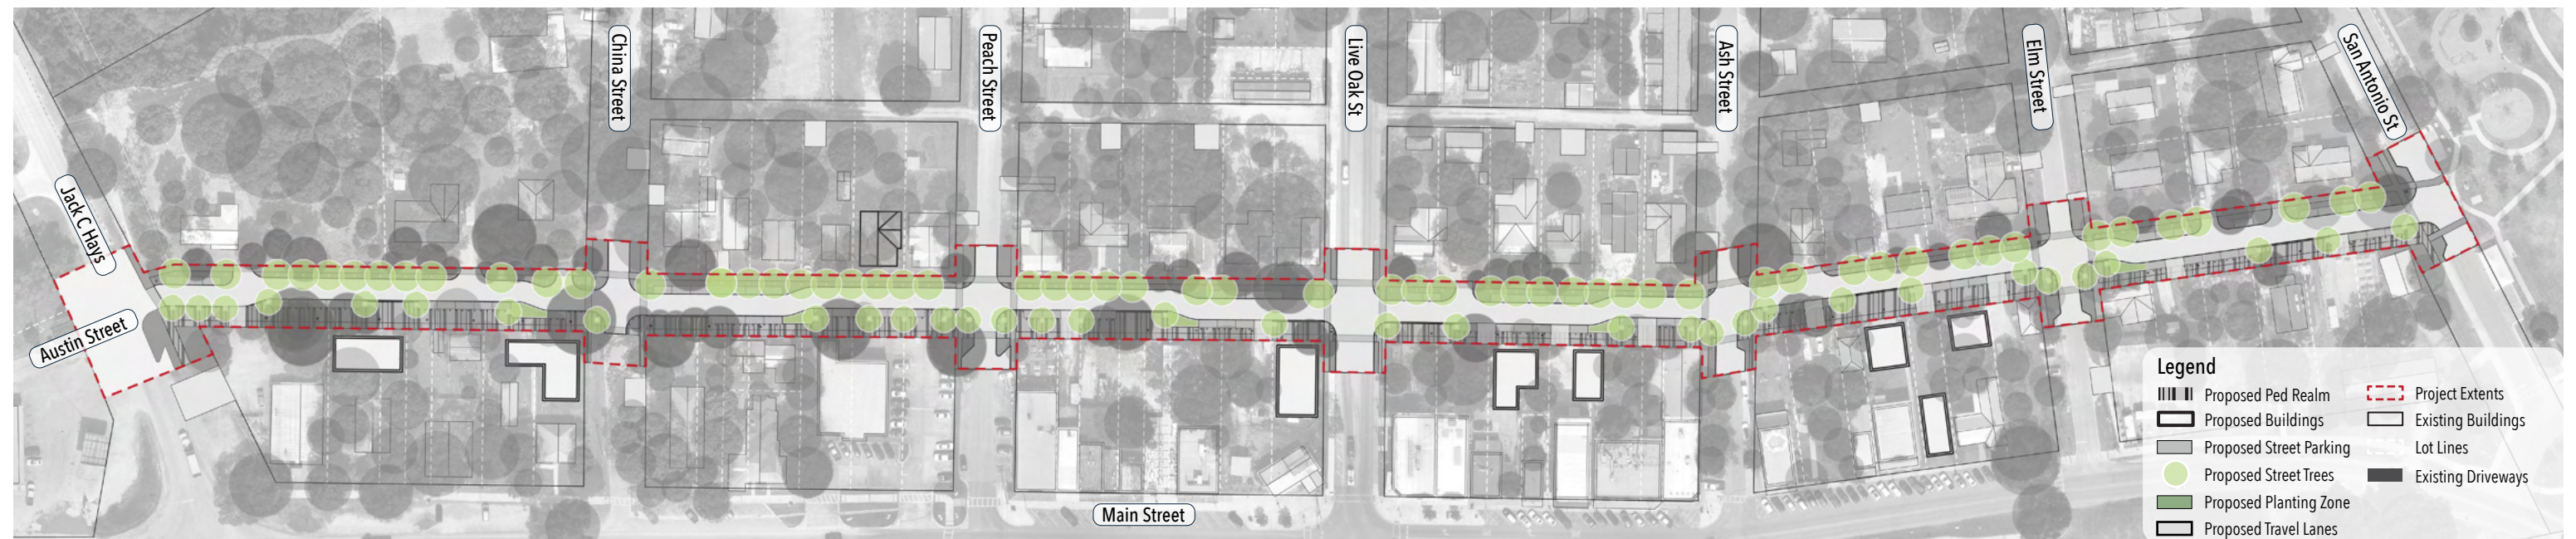 China Street
Peach Street
Live Oak St
Ash Street
Elm Street
San Antonio St
Jack C Hays
Austin Street
Main Street
Legend
Proposed Ped Realm
Proposed Buildings
Proposed Street Parking
Proposed Street Trees
Proposed Planting Zone
Proposed Travel Lanes
Project Extents
Existing Buildings
Lot Lines
Existing Driveways